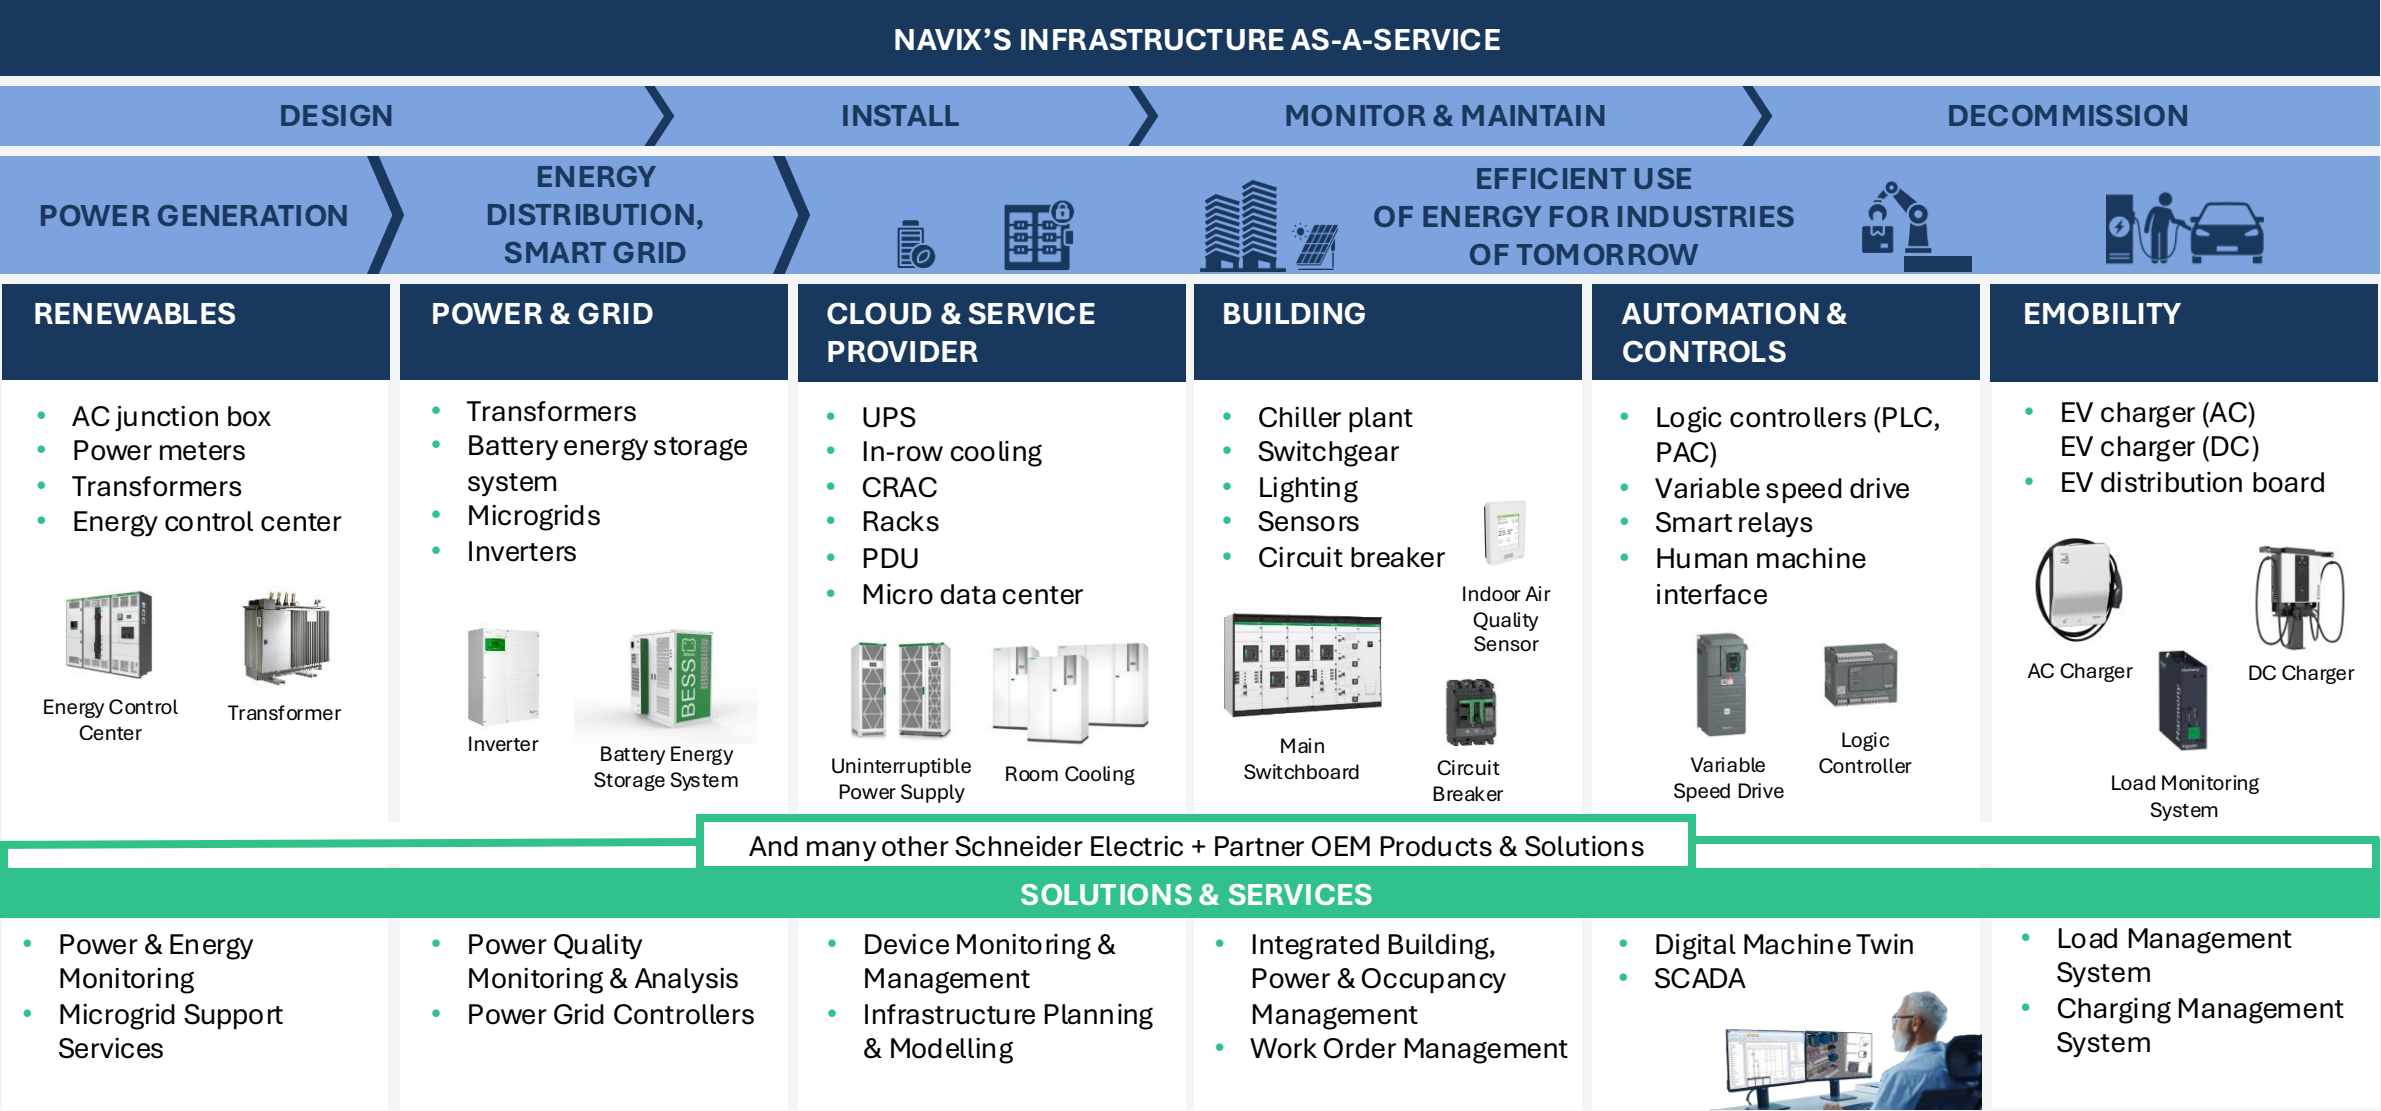 NAVIX’S INFRASTRUCTURE AS-A-SERVICE
DESIGN
INSTALL
MONITOR & MAINTAIN
DECOMMISSION
POWER GENERATION
ENERGY
DISTRIBUTION,
SMART GRID
EFFICIENT USE
OF ENERGY FOR INDUSTRIES
OF TOMORROW
RENEWABLES
• AC junction box
• Power meters
• Transformers
• Energy control center
Energy Control
Center
Transformer
POWER & GRID
• Transformers
• Battery energy storage
system
• Microgrids
• Inverters
Inverter
BESS
Battery Energy
Storage System
CLOUD & SERVICE
PROVIDER
• UPS
• In-row cooling
• CRAC
• Racks
• PDU
• Micro data center
Uninterruptible
Power Supply
Room Cooling
BUILDING
• Chiller plant
• Switchgear
• Lighting
• Sensors
• Circuit breaker
Indoor Air
Quality
Sensor
Main
Switchboard
Circuit
Breaker
AUTOMATION &
CONTROLS
• Logic controllers (PLC,
PAC)
• Variable speed drive
• Smart relays
• Human machine
interface
Variable
Speed Drive
Logic
Controller
EMOBILITY
• EV charger (AC)
EV charger (DC)
• EV distribution board
AC Charger
DC Charger
Harmony
Load Monitoring
System
And many other Schneider Electric + Partner OEM Products & Solutions
SOLUTIONS & SERVICES
• Power & Energy
Monitoring
• Microgrid Support
Services
• Power Quality
Monitoring & Analysis
• Power Grid Controllers
• Device Monitoring &
Management
• Infrastructure Planning
& Modelling
• Integrated Building,
Power & Occupancy
Management
• Work Order Management
• Digital Machine Twin
• SCADA
• Load Management
System
• Charging Management
System